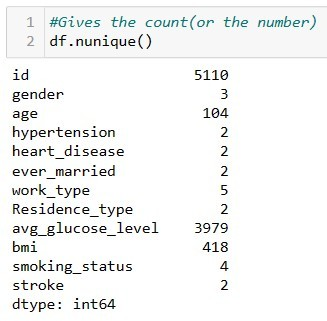 1 #Gives the count(or the number)
2 df.nunique()
id 5110
gender 3
age 104
hypertension 2
heart_disease 2
ever_married 2
work_type 5
Residence_type 2
avg_glucose_level 3979
bmi 418
smoking_status 4
stroke 2
dtype: int64